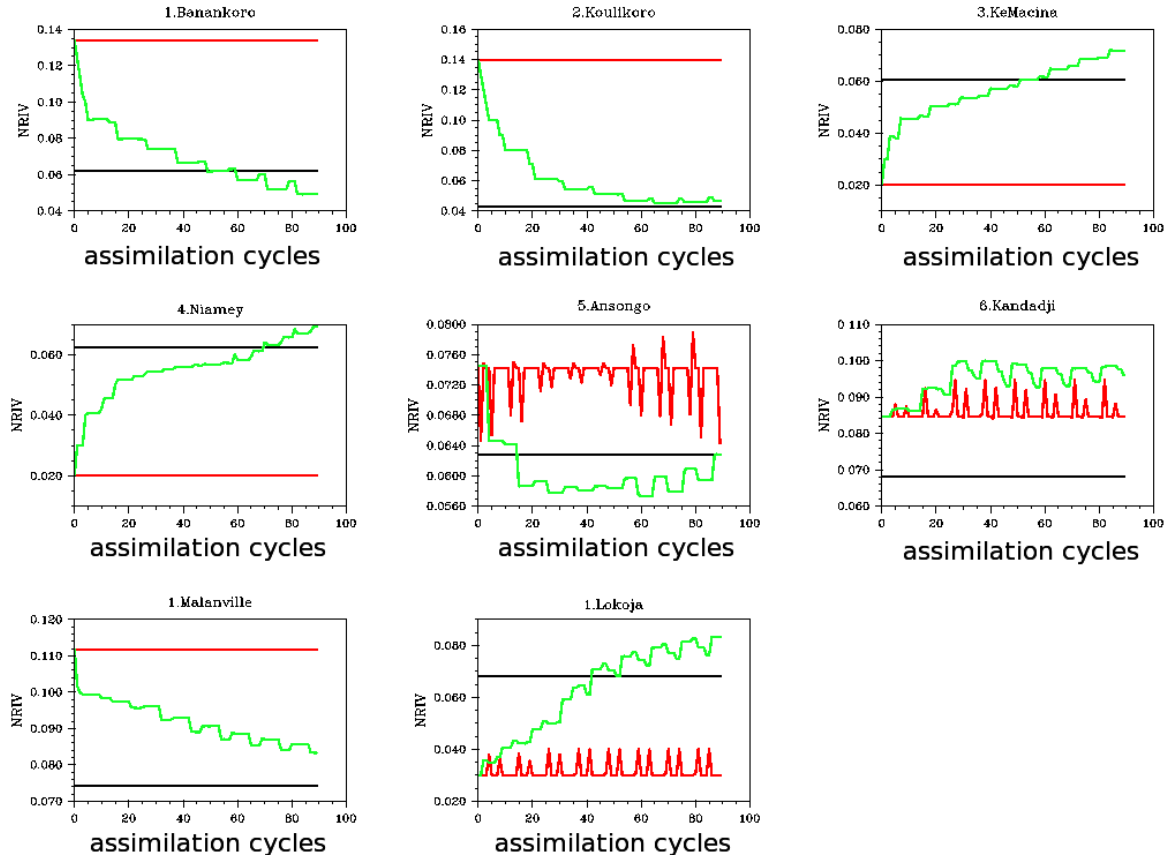 1.Banankoro
NRIV
0.14
0.12
0.10
0.08
0.06
0.04
0 20 40 60 80 100
assimilation cycles
2.Koulikoro
NRIV
0.16
0.14
0.12
0.10
0.08
0.06
0.04
0 20 40 60 80 100
assimilation cycles
3.KeMacina
NRIV
0.080
0.060
0.040
0.020
0 20 40 60 80 100
assimilation cycles
4.Niamey
NRIV
0.060
0.040
0.020
0 20 40 60 80 100
assimilation cycles
5.Ansongo
NRIV
0.0800
0.0760
0.0720
0.0680
0.0640
0.0600
0.0560
0 20 40 60 80 100
assimilation cycles
6.Kandadji
NRIV
0.110
0.100
0.090
0.080
0.070
0.060
0 20 40 60 80 100
assimilation cycles
1.Malanville
NRIV
0.120
0.110
0.100
0.090
0.080
0.070
0 20 40 60 80 100
assimilation cycles
1.Lokoja
NRIV
0.080
0.060
0.040
0.020
0 20 40 60 80 100
assimilation cycles